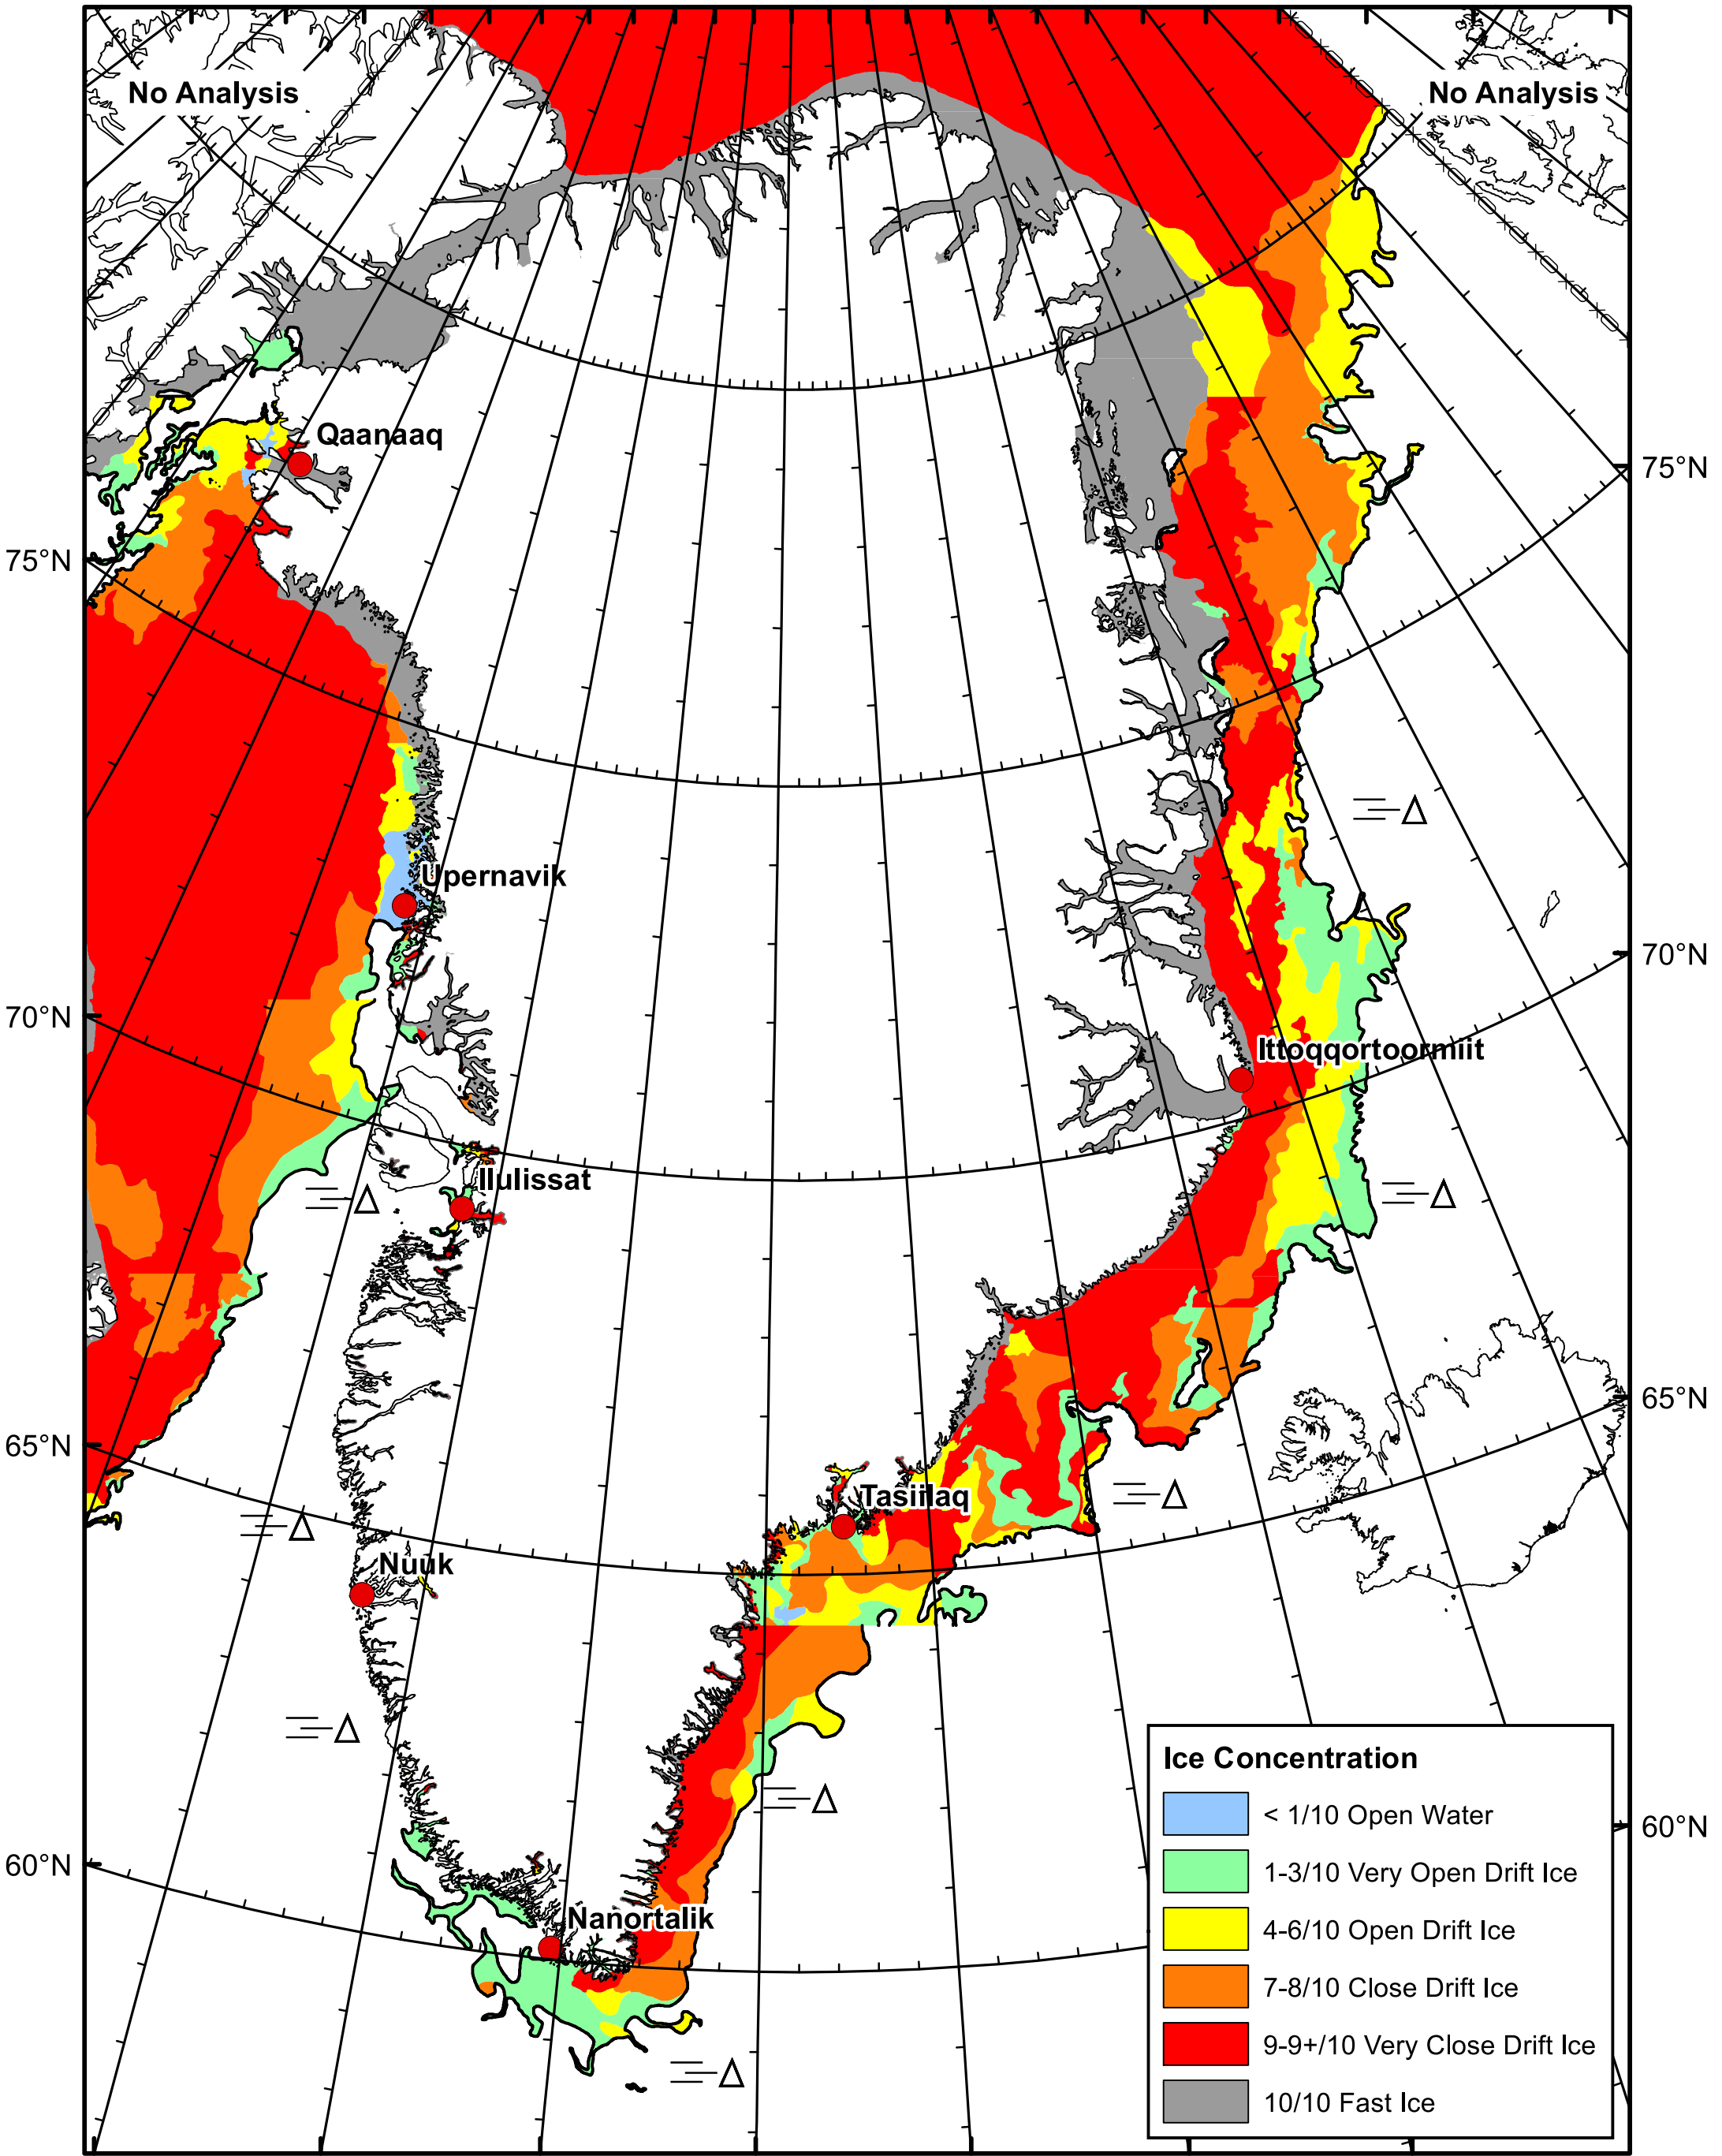 No Analysis
No Analysis
Qaanaaq
75°N
75°N
Upernavik
70°N
70°N
Ittoqqortoormiit
Ilulissat
65°N
65°N
Tasiilaq
Nuuk
60°N
60°N
Nanortalik
Ice Concentration
< 1/10 Open Water
1-3/10 Very Open Drift Ice
4-6/10 Open Drift Ice
7-8/10 Close Drift Ice
9-9+/10 Very Close Drift Ice
10/10 Fast Ice